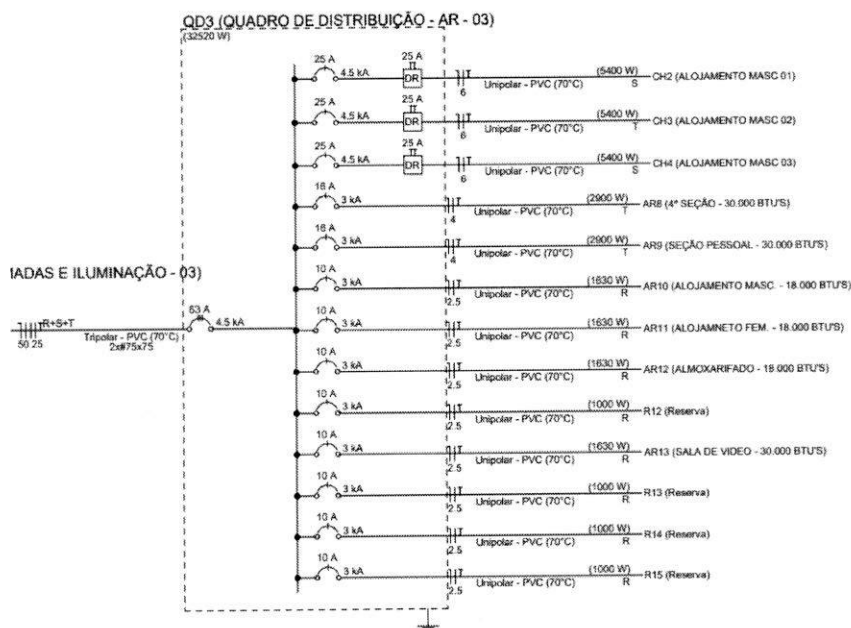 QD3 (QUADRO DE DISTRIBUIÇÃO - AR - 03)
(32520 W)
25 A 4.5 kA 25 A DR T 6 Unipolar - PVC (70°C) (5400 W) S CH2 (ALOJAMENTO MASC 01)
25 A 4.5 kA 25 A DR T 6 Unipolar - PVC (70°C) (5400 W) T CH3 (ALOJAMENTO MASC 02)
25 A 4.5 kA 25 A DR T 6 Unipolar - PVC (70°C) (5400 W) S CH4 (ALOJAMENTO MASC 03)
16 A 3 kA T 4 Unipolar - PVC (70°C) (2900 W) T AR8 (4ª SEÇÃO - 30.000 BTU'S)
16 A 3 kA T 4 Unipolar - PVC (70°C) (2900 W) T AR9 (SEÇÃO PESSOAL - 30.000 BTU'S)
IADAS E ILUMINAÇÃO - 03)
10 A 3 kA T 2.5 Unipolar - PVC (70°C) (1630 W) R AR10 (ALOJAMENTO MASC. - 18.000 BTU'S)
R+S+T 50 25 Tripolar - PVC (70°C) 2x#75x75 63 A 4.5 kA
10 A 3 kA T 2.5 Unipolar - PVC (70°C) (1630 W) R AR11 (ALOJAMNETO FEM. - 18.000 BTU'S)
10 A 3 kA T 2.5 Unipolar - PVC (70°C) (1630 W) R AR12 (ALMOXARIFADO - 18.000 BTU'S)
10 A 3 kA T 2.5 Unipolar - PVC (70°C) (1000 W) R R12 (Reserva)
10 A 3 kA T 2.5 Unipolar - PVC (70°C) (1630 W) R AR13 (SALA DE VIDEO - 30.000 BTU'S)
10 A 3 kA T 2.5 Unipolar - PVC (70°C) (1000 W) R R13 (Reserva)
10 A 3 kA T 2.5 Unipolar - PVC (70°C) (1000 W) R R14 (Reserva)
10 A 3 kA T 2.5 Unipolar - PVC (70°C) (1000 W) R R15 (Reserva)